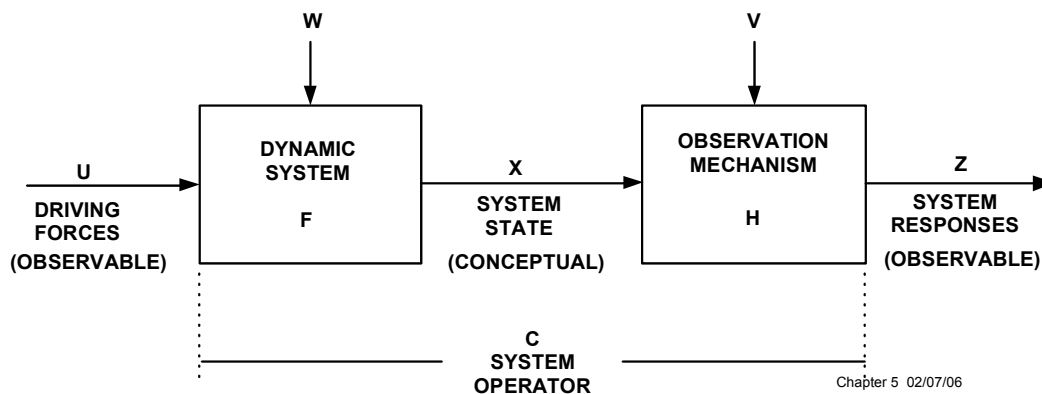 W
V
DYNAMIC
SYSTEM
F
OBSERVATION
MECHANISM
H
U
DRIVING
FORCES
(OBSERVABLE)
X
SYSTEM
STATE
(CONCEPTUAL)
Z
SYSTEM
RESPONSES
(OBSERVABLE)
C
SYSTEM
OPERATOR
Chapter 5 02/07/06